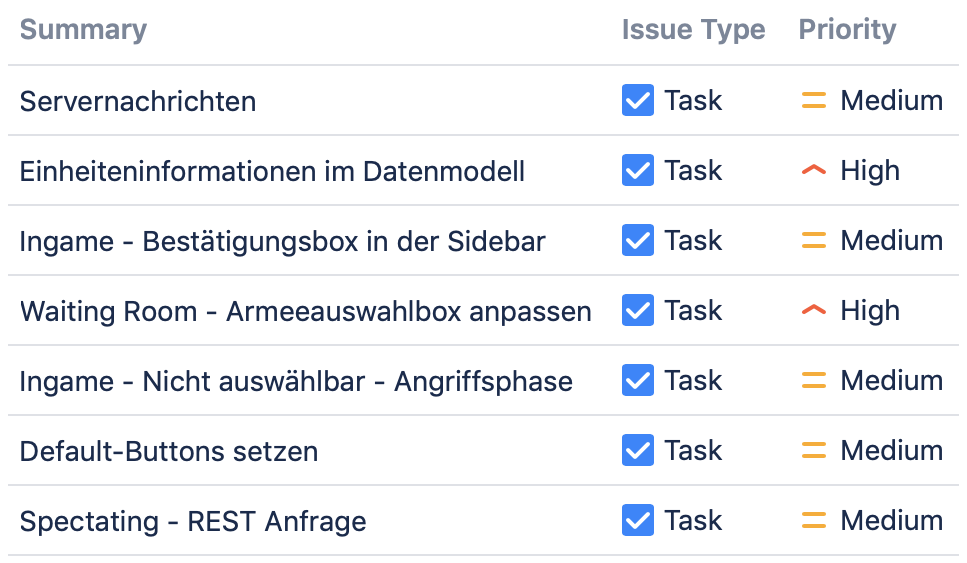 Summary Issue Type Priority
Servernachrichten Task Medium
Einheiteninformationen im Datenmodell Task High
Ingame - Bestätigungsbox in der Sidebar Task Medium
Waiting Room - Armeeauswahlbox anpassen Task High
Ingame - Nicht auswählbar - Angriffsphase Task Medium
Default-Buttons setzen Task Medium
Spectating - REST Anfrage Task Medium